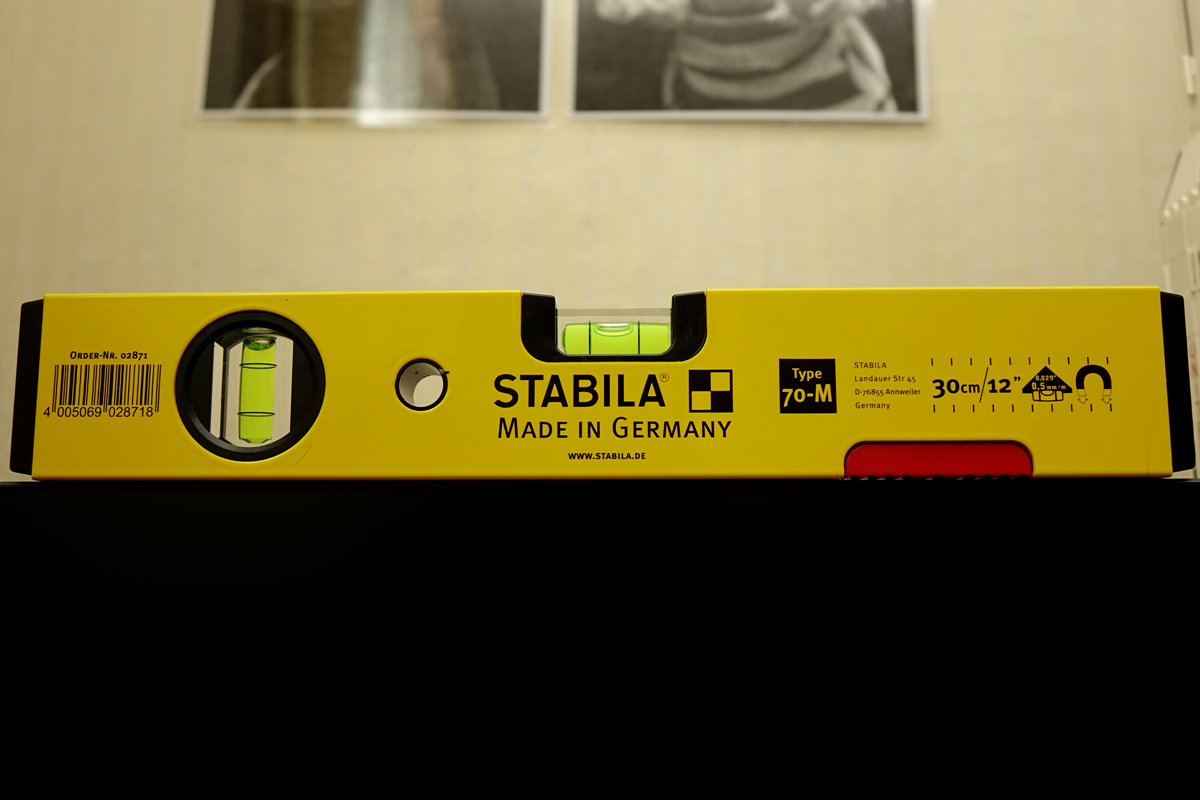 ORDER-NR. 02871
4 005069 028718
STABILA®
MADE IN GERMANY
WWW.STABILA.DE
Type
70-M
STABILA
Landauer Str 45
D-76855 Annweiler
Germany
30cm/12”
0,029”
0,5 mm/m